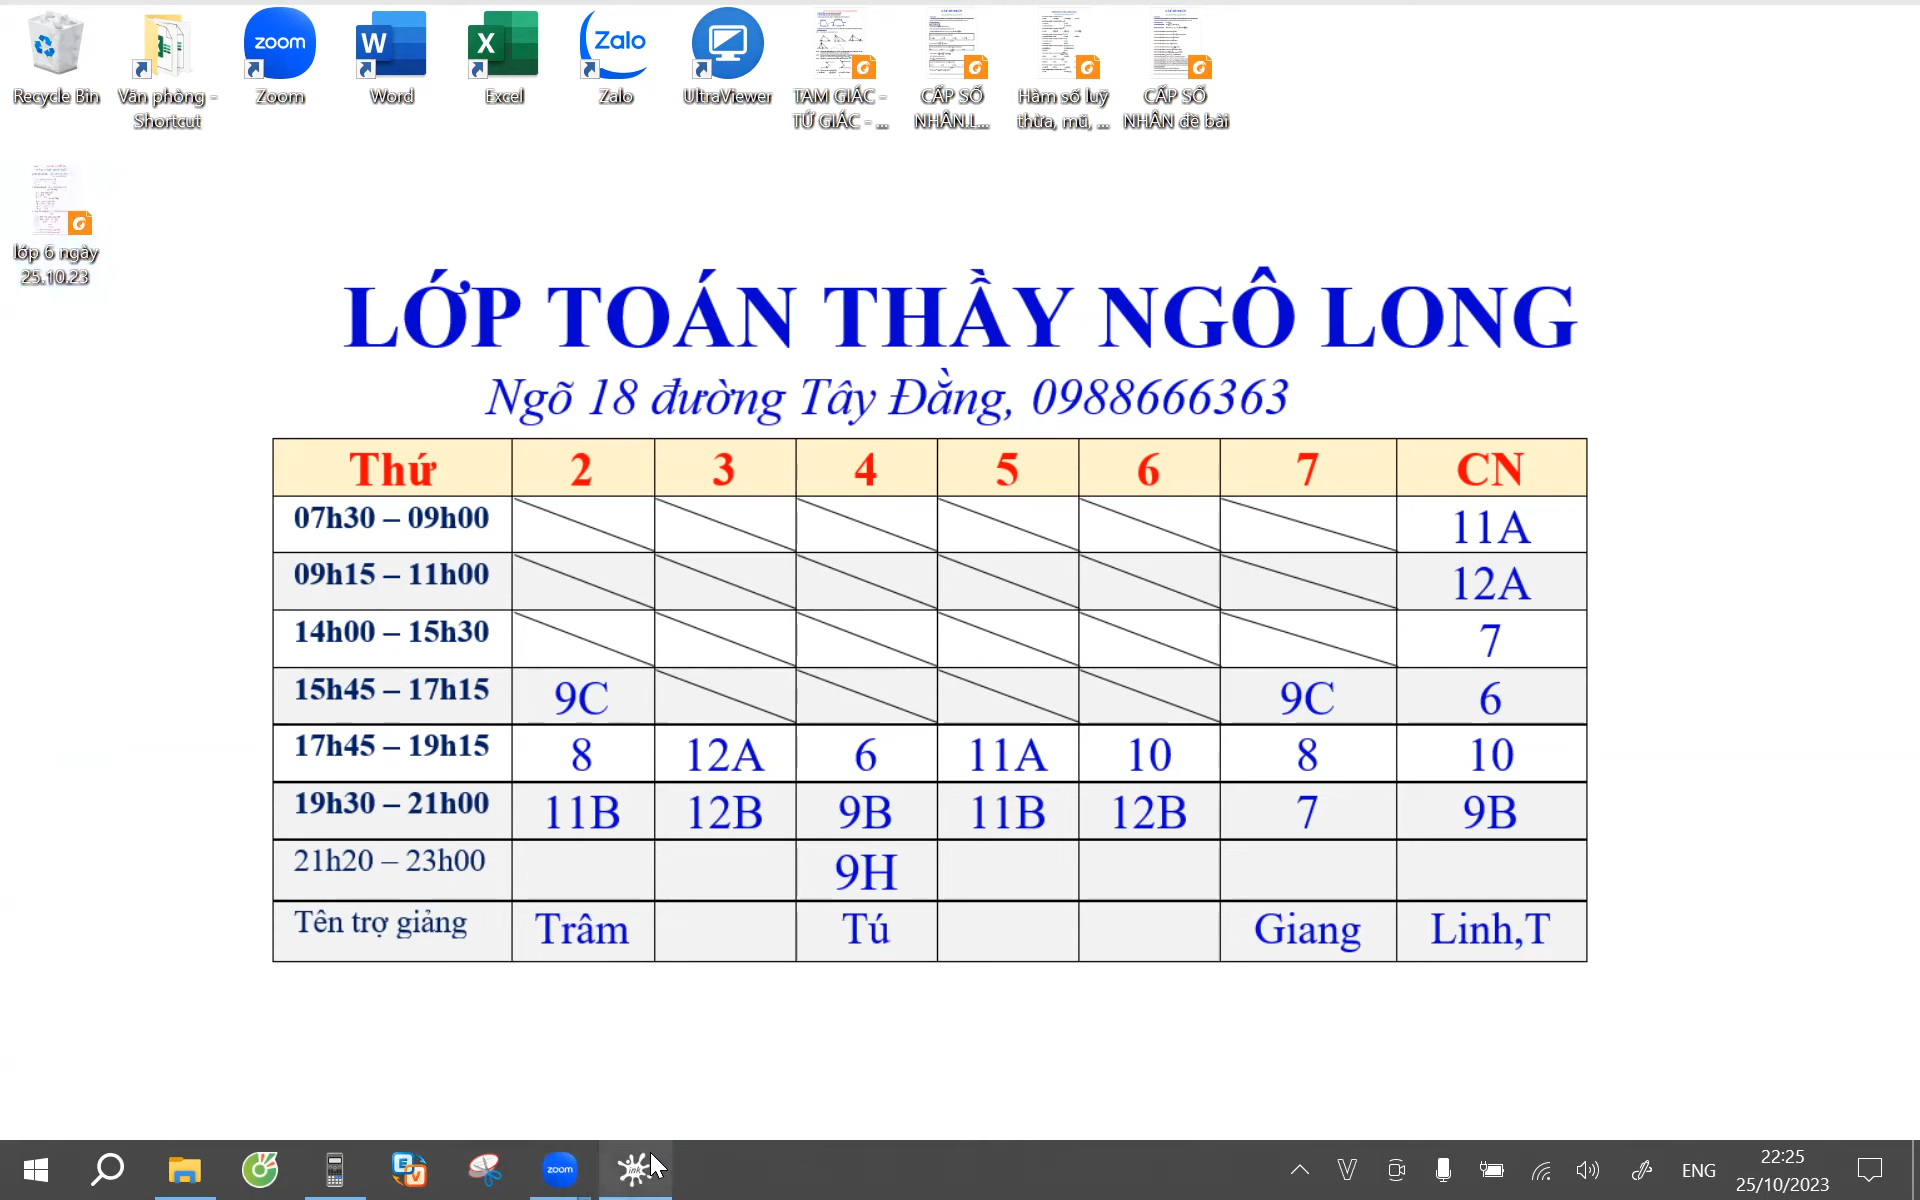 zoom
W
X
Zalo
Recycle Bin
Văn phòng -
Shortcut
Zoom
Word
Excel
Zalo
UltraViewer
TAM GIÁC -
TỨ GIÁC - ...
CẤP SỐ
NHÂN.L...
Hàm số luỹ
thừa, mũ, ...
CẤP SỐ
NHÂN đề bài
lớp 6 ngày
25.10.23
LỚP TOÁN THẦY NGÔ LONG
Ngõ 18 đường Tây Đằng, 0988666363
Thứ 2 3 4 5 6 7 CN
07h30 – 09h00 11A
09h15 – 11h00 12A
14h00 – 15h30 7
15h45 – 17h15 9C 9C 6
17h45 – 19h15 8 12A 6 11A 10 8 10
19h30 – 21h00 11B 12B 9B 11B 12B 7 9B
21h20 – 23h00 9H
Tên trợ giảng Trâm Tú Giang Linh,T
zoom
ink
ENG
22:25
25/10/2023